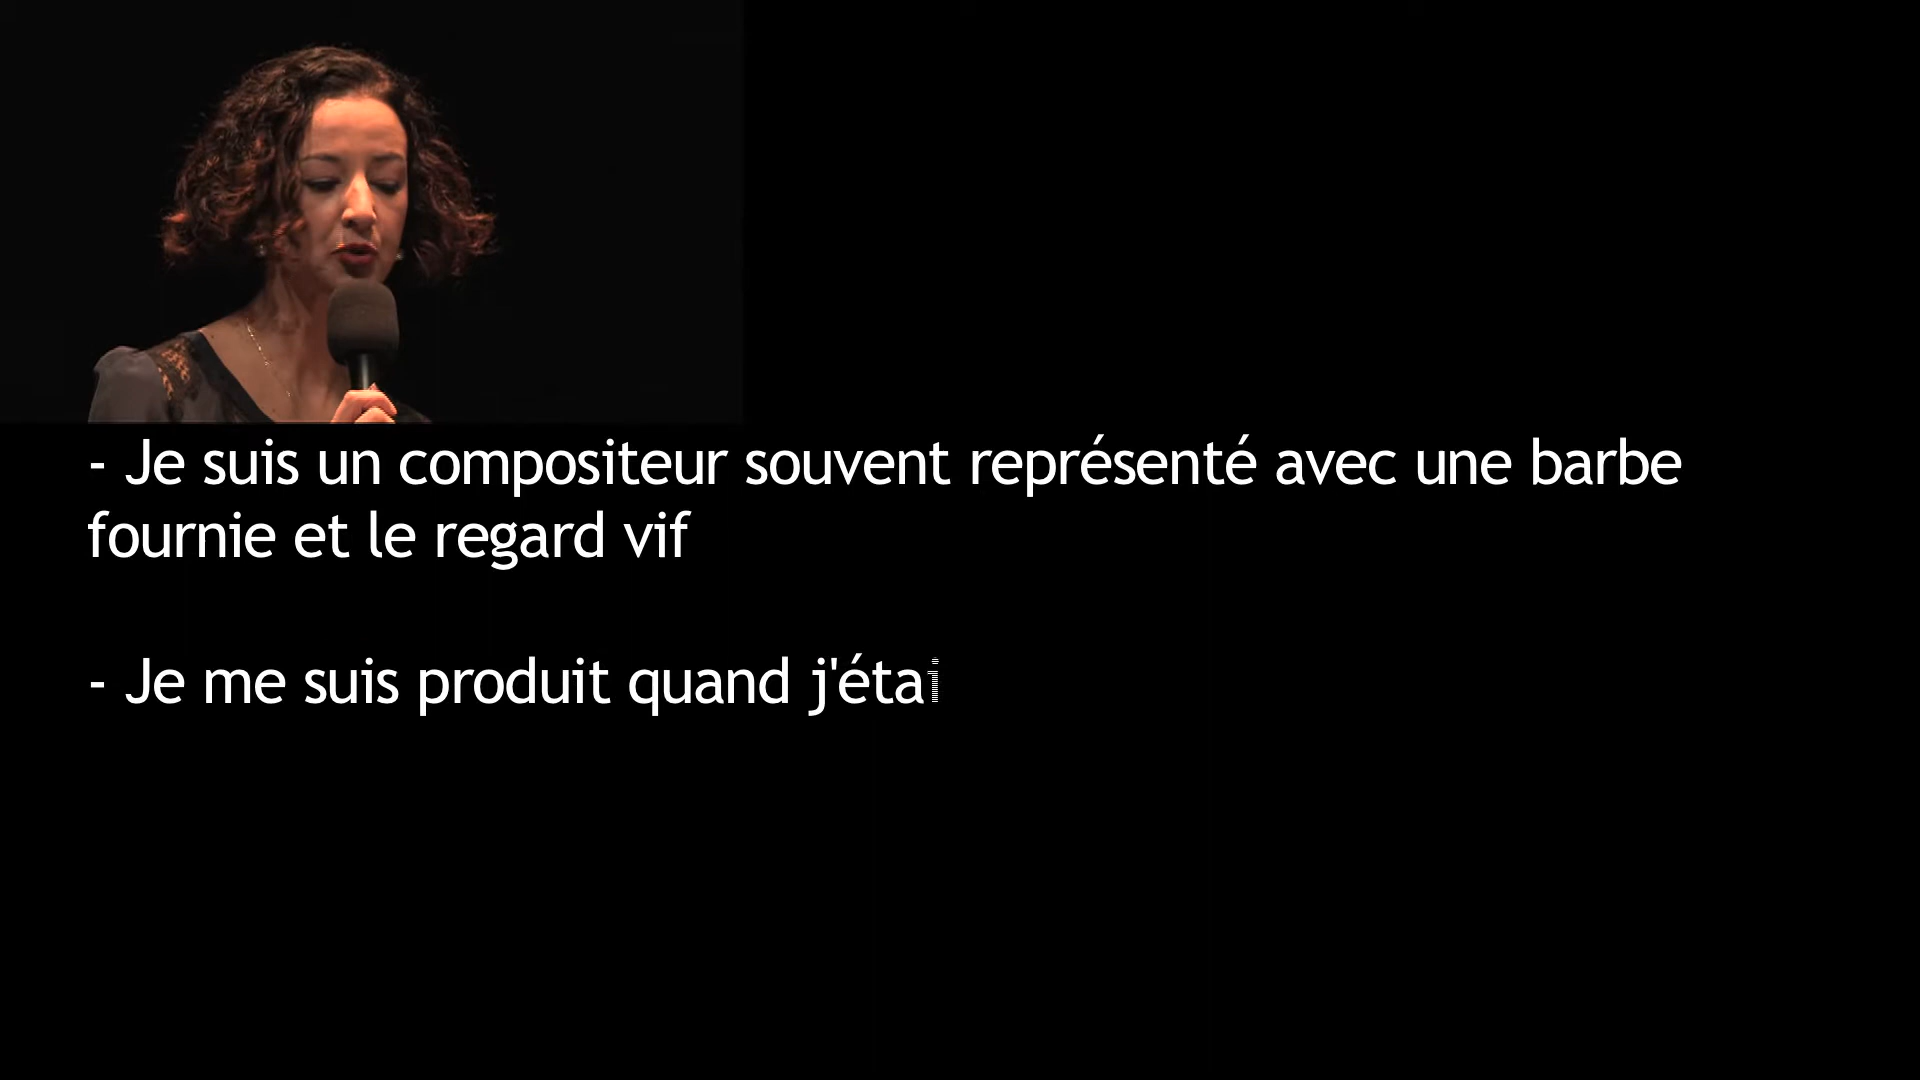 - Je suis un compositeur souvent représenté avec une barbe
fournie et le regard vif
- Je me suis produit quand j'étai